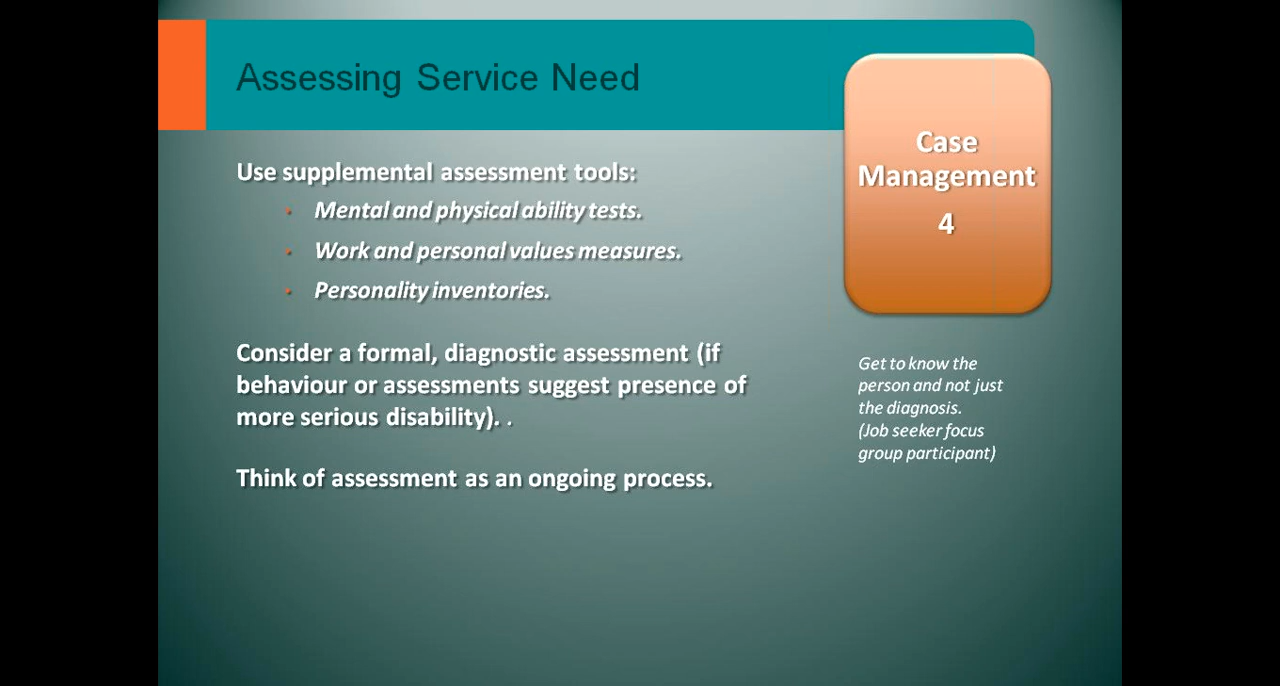 Assessing Service Need
Case
Management
4
Use supplemental assessment tools:
• Mental and physical ability tests.
• Work and personal values measures.
• Personality inventories.
Consider a formal, diagnostic assessment (if
behaviour or assessments suggest presence of
more serious disability). .
Think of assessment as an ongoing process.
Get to know the
person and not just
the diagnosis.
(Job seeker focus
group participant)